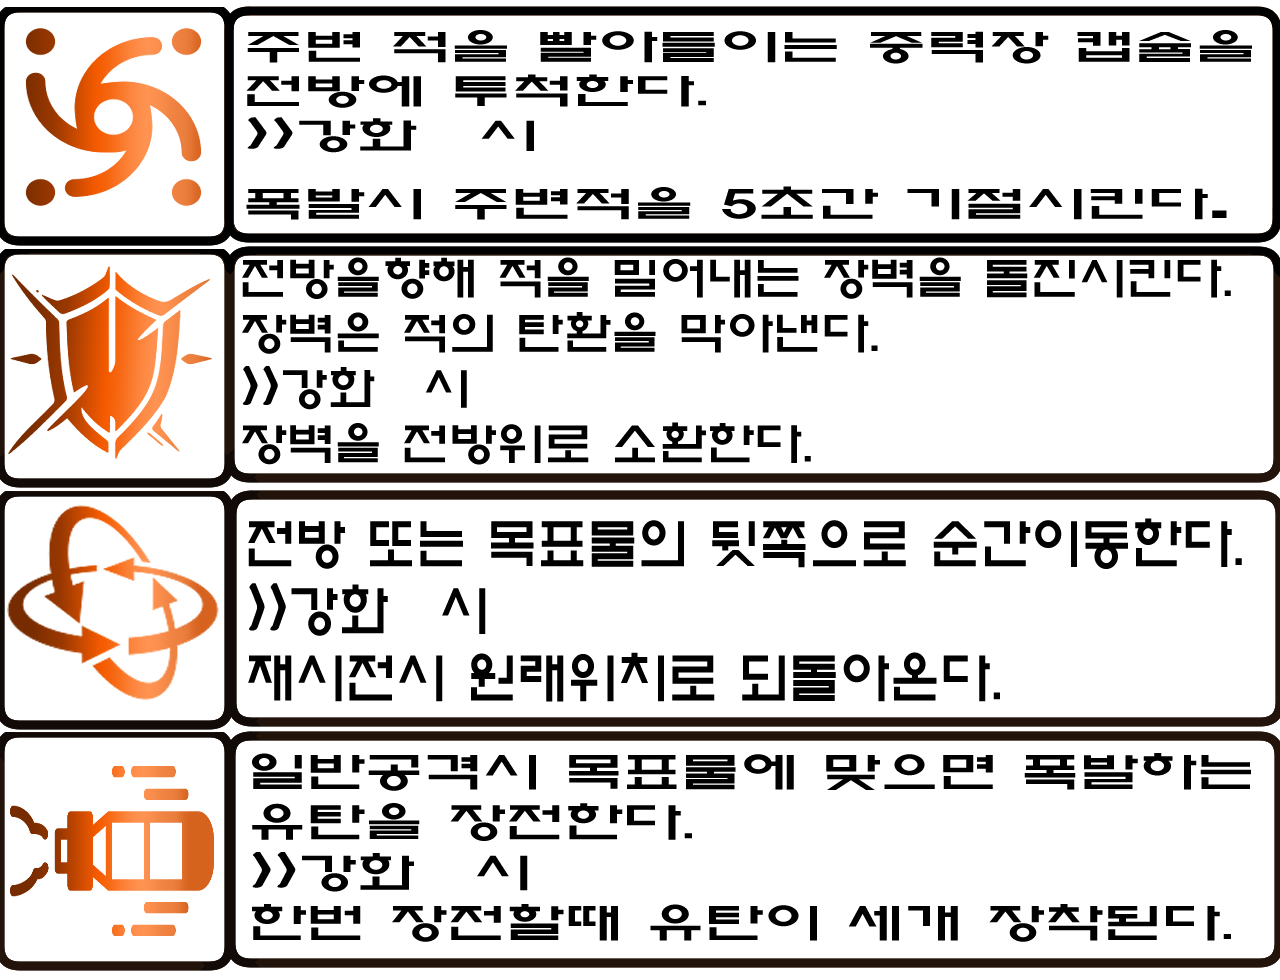 주변 적을 빨아들이는 중력장 캡슐을
전방에 투척한다.
>>강화 시
폭발시 주변적을 5초간 기절시킨다.
전방을향해 적을 밀어내는 장벽을 돌진시킨다.
장벽은 적의 탄환을 막아낸다.
>>강화 시
장벽을 전방위로 소환한다.
전방 또는 목표물의 뒷쪽으로 순간이동한다.
>>강화 시
재시전시 원래위치로 되돌아온다.
일반공격시 목표물에 맞으면 폭발하는
유탄을 장전한다.
>>강화 시
한번 장전할때 유탄이 세개 장착된다.